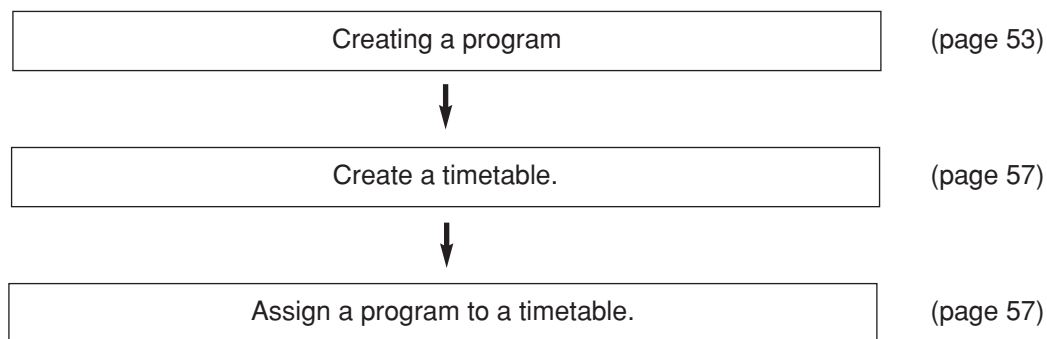 Creating a program (page 53)
Create a timetable. (page 57)
Assign a program to a timetable. (page 57)